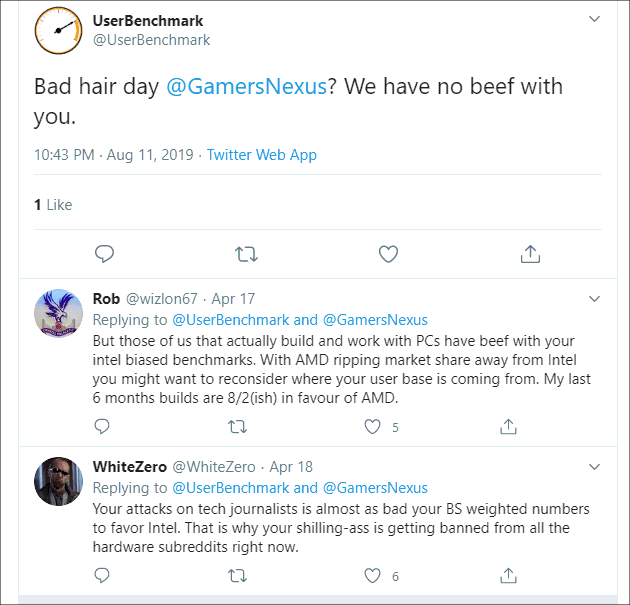 UserBenchmark
@UserBenchmark
Bad hair day @GamersNexus? We have no beef with
you.
10:43 PM · Aug 11, 2019 · Twitter Web App
1 Like
Rob @wizlon67 · Apr 17
Replying to @UserBenchmark and @GamersNexus
But those of us that actually build and work with PCs have beef with your
intel biased benchmarks. With AMD ripping market share away from Intel
you might want to reconsider where your user base is coming from. My last
6 months builds are 8/2(ish) in favour of AMD.
5
WhiteZero @WhiteZero · Apr 18
Replying to @UserBenchmark and @GamersNexus
Your attacks on tech journalists is almost as bad your BS weighted numbers
to favor Intel. That is why your shilling-ass is getting banned from all the
hardware subreddits right now.
6